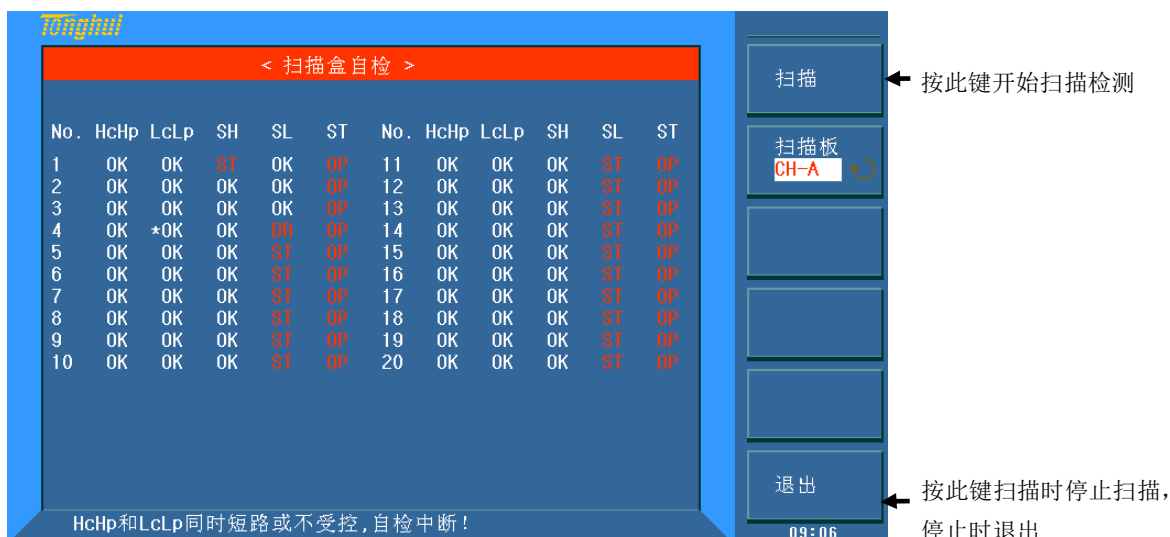 Tonghui
< 扫描盒自检 >
No. HcHp LcLp SH SL ST No. HcHp LcLp SH SL ST
1 OK OK ST OK OP 11 OK OK OK ST OP
2 OK OK OK OK OP 12 OK OK OK ST OP
3 OK OK OK OK OP 13 OK OK OK ST OP
4 OK *OK OK DR OP 14 OK OK OK ST OP
5 OK OK OK ST OP 15 OK OK OK ST OP
6 OK OK OK ST OP 16 OK OK OK ST OP
7 OK OK OK ST OP 17 OK OK OK ST OP
8 OK OK OK ST OP 18 OK OK OK ST OP
9 OK OK OK ST OP 19 OK OK OK ST OP
10 OK OK OK ST OP 20 OK OK OK ST OP
HcHp和LcLp同时短路或不受控,自检中断!
扫描
扫描板
CH-A
退出
09:06
按此键开始扫描检测
按此键扫描时停止扫描，
停止时退出